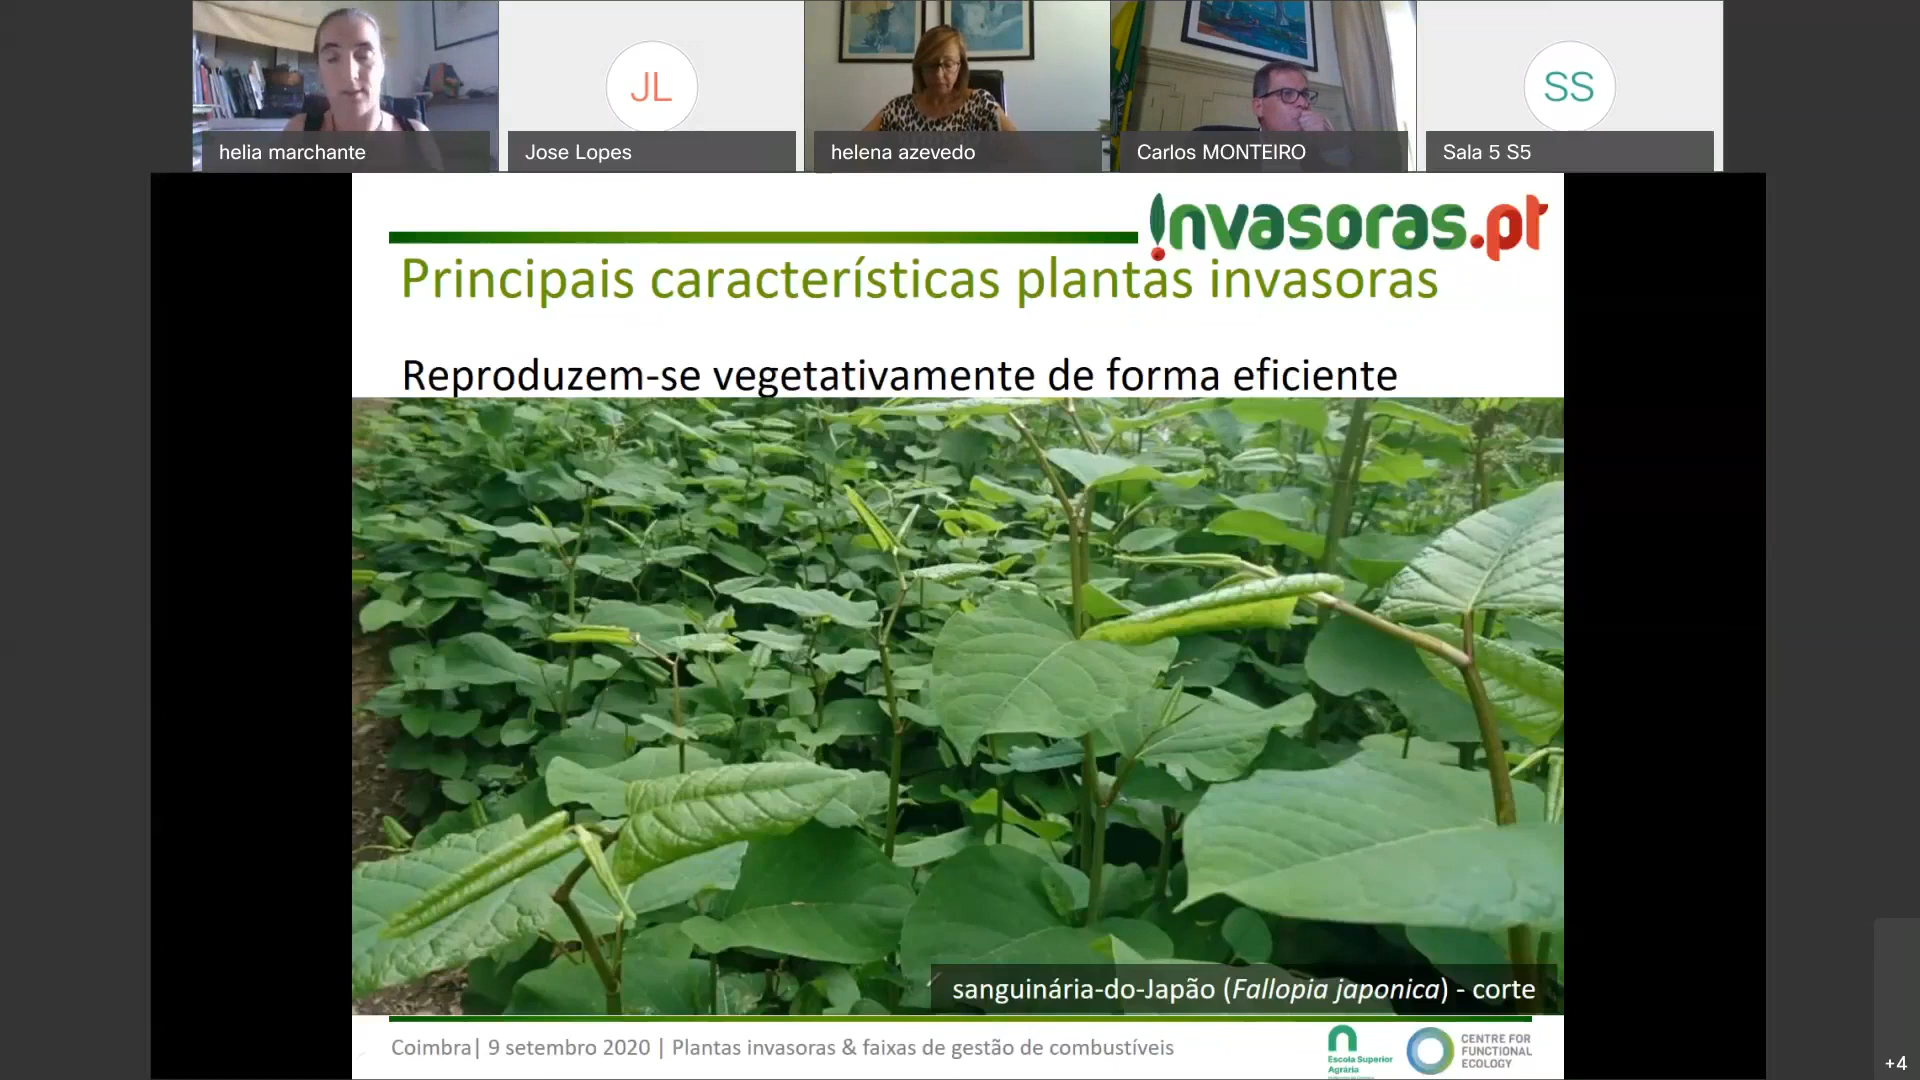 helia marchante
JL
Jose Lopes
helena azevedo
Carlos MONTEIRO
SS
Sala 5 S5
invasoras.pt
Principais características plantas invasoras
Reproduzem-se vegetativamente de forma eficiente
sanguinária-do-Japão (Fallopia japonica) - corte
Coimbra| 9 setembro 2020 | Plantas invasoras & faixas de gestão de combustíveis
Escola Superior
Agrária
CENTRE FOR
FUNCTIONAL
ECOLOGY
+4